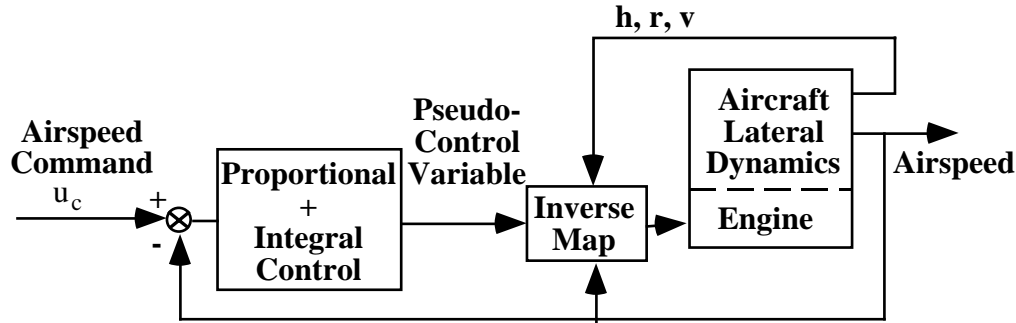 h, r, v
Airspeed
Command
u_c
+
-
Proportional
+
Integral
Control
Pseudo-
Control
Variable
Inverse
Map
Aircraft
Lateral
Dynamics
Engine
Airspeed